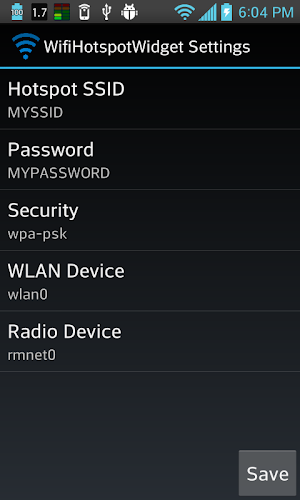 100 1.7 6:04 PM
WifiHotspotWidget Settings
Hotspot SSID
MYSSID
Password
MYPASSWORD
Security
wpa-psk
WLAN Device
wlan0
Radio Device
rmnet0
Save